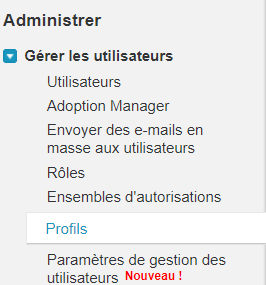 Administrer
Gérer les utilisateurs
Utilisateurs
Adoption Manager
Envoyer des e-mails en
masse aux utilisateurs
Rôles
Ensembles d'autorisations
Profils
Paramètres de gestion des
utilisateurs Nouveau !